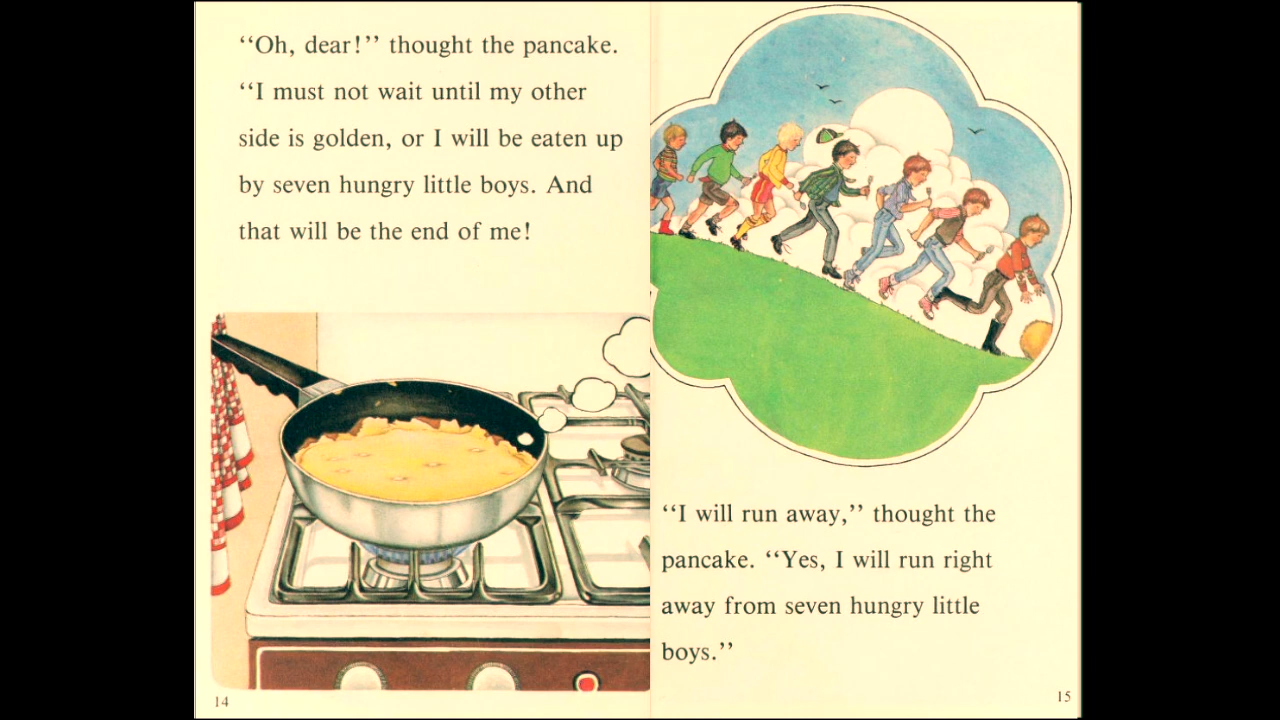 “Oh, dear!” thought the pancake.
“I must not wait until my other
side is golden, or I will be eaten up
by seven hungry little boys. And
that will be the end of me!
14
“I will run away,” thought the
pancake. “Yes, I will run right
away from seven hungry little
boys.”
15